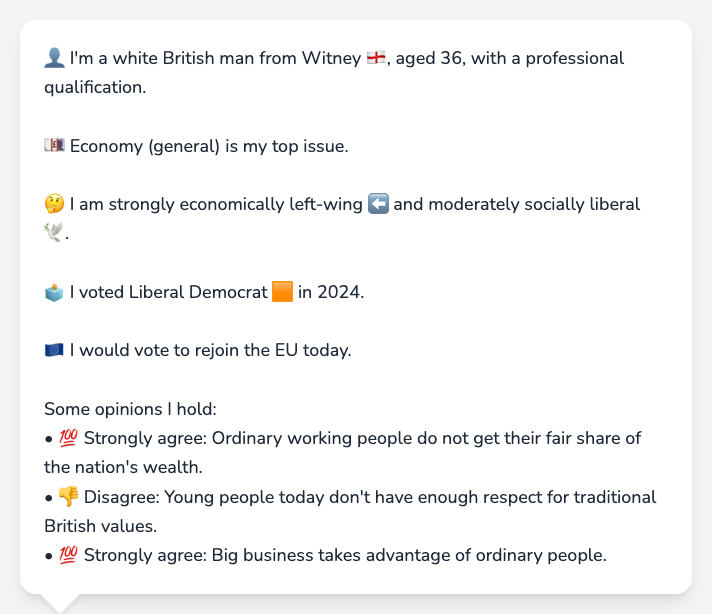 👤 I'm a white British man from Witney 🏴󠁧󠁢󠁥󠁮󠁧󠁿, aged 36, with a professional
qualification.
💷 Economy (general) is my top issue.
🤔 I am strongly economically left-wing ⬅️ and moderately socially liberal
🕊️.
🗳️ I voted Liberal Democrat 🟧 in 2024.
🇪🇺 I would vote to rejoin the EU today.
Some opinions I hold:
• 💯 Strongly agree: Ordinary working people do not get their fair share of
the nation's wealth.
• 👎 Disagree: Young people today don't have enough respect for traditional
British values.
• 💯 Strongly agree: Big business takes advantage of ordinary people.